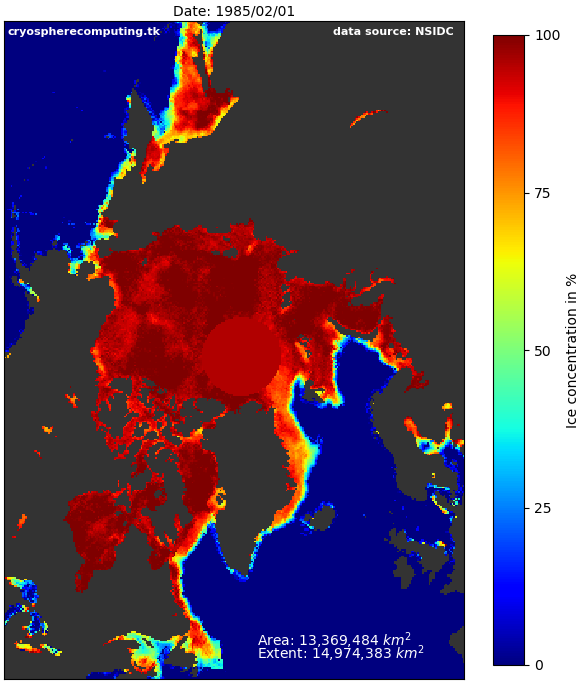 Date: 1985/02/01
cryospherecomputing.tk
data source: NSIDC
100
75
50
25
0
Ice concentration in %
Area: 13,369,484 km²
Extent: 14,974,383 km²